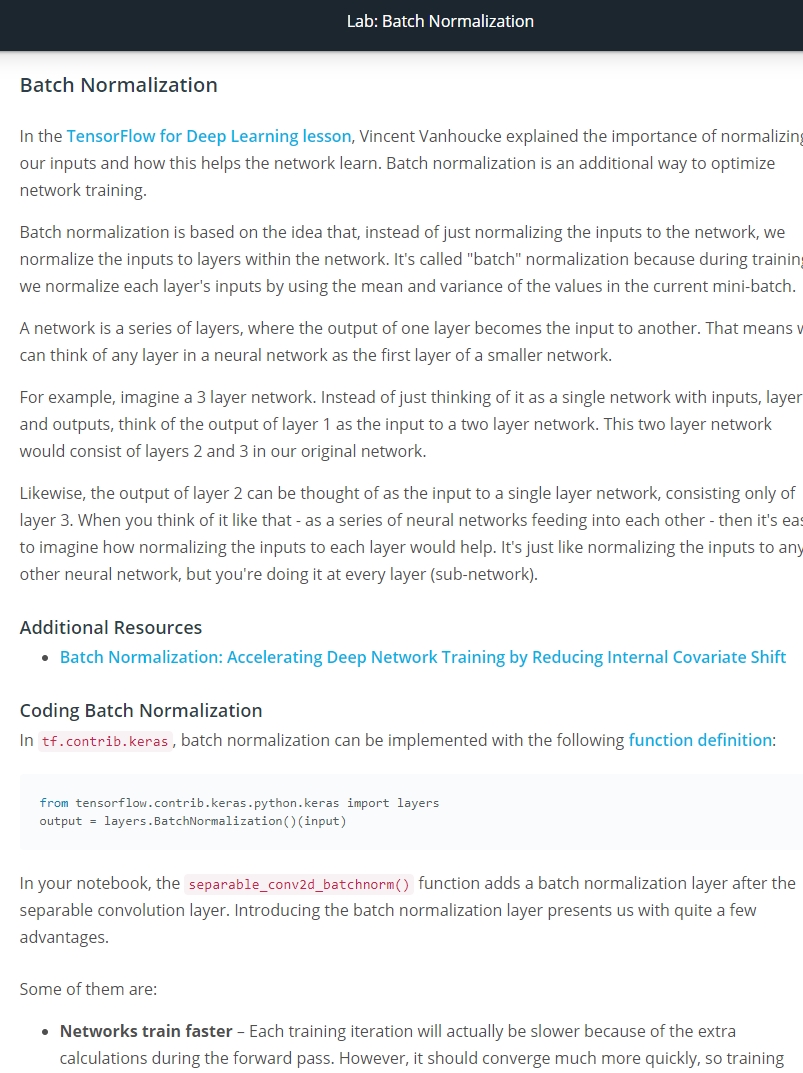 Lab: Batch Normalization
Batch Normalization
In the TensorFlow for Deep Learning lesson, Vincent Vanhoucke explained the importance of normalizing
our inputs and how this helps the network learn. Batch normalization is an additional way to optimize
network training.
Batch normalization is based on the idea that, instead of just normalizing the inputs to the network, we
normalize the inputs to layers within the network. It's called "batch" normalization because during training
we normalize each layer's inputs by using the mean and variance of the values in the current mini-batch.
A network is a series of layers, where the output of one layer becomes the input to another. That means
can think of any layer in a neural network as the first layer of a smaller network.
For example, imagine a 3 layer network. Instead of just thinking of it as a single network with inputs, layer
and outputs, think of the output of layer 1 as the input to a two layer network. This two layer network
would consist of layers 2 and 3 in our original network.
Likewise, the output of layer 2 can be thought of as the input to a single layer network, consisting only of
layer 3. When you think of it like that - as a series of neural networks feeding into each other - then it's
to imagine how normalizing the inputs to each layer would help. It's just like normalizing the inputs to any
other neural network, but you're doing it at every layer (sub-network).
Additional Resources
• Batch Normalization: Accelerating Deep Network Training by Reducing Internal Covariate Shift
Coding Batch Normalization
In tf.contrib.keras, batch normalization can be implemented with the following function definition:
from tensorflow.contrib.keras.python.keras import layers
output = layers.BatchNormalization()(input)
In your notebook, the separable_conv2d_batchnorm() function adds a batch normalization layer after the
separable convolution layer. Introducing the batch normalization layer presents us with quite a few
advantages.
Some of them are:
• Networks train faster – Each training iteration will actually be slower because of the extra
calculations during the forward pass. However, it should converge much more quickly, so training